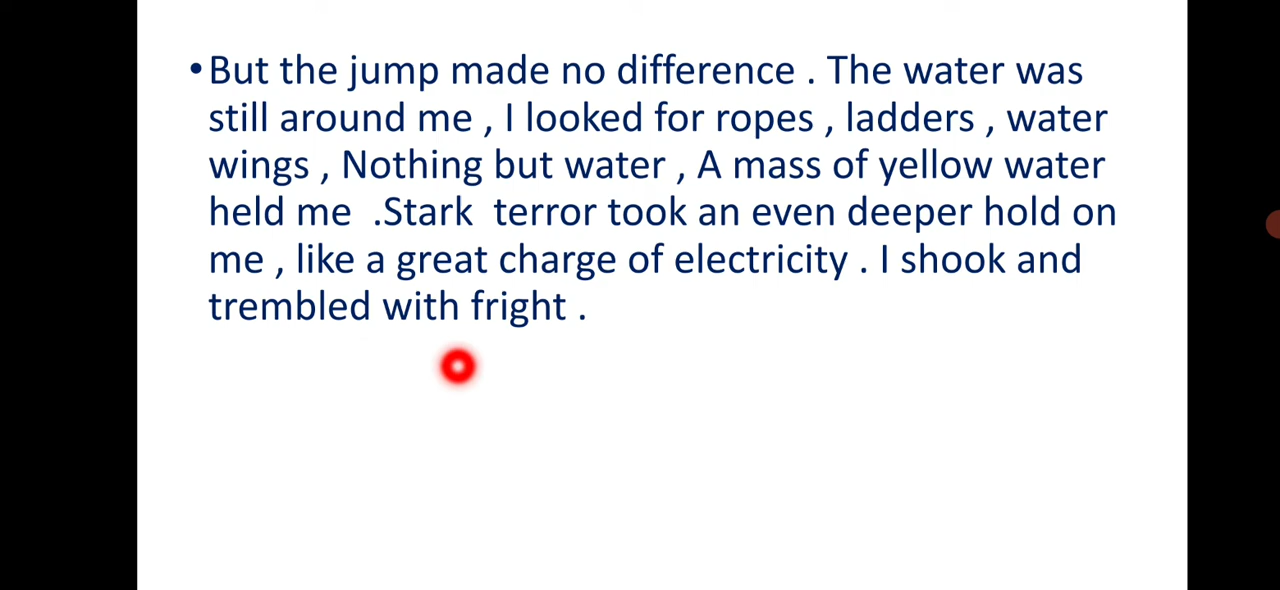 •But the jump made no difference . The water was
still around me , I looked for ropes , ladders , water
wings , Nothing but water , A mass of yellow water
held me  .Stark  terror took an even deeper hold on
me , like a great charge of electricity . I shook and
trembled with fright .